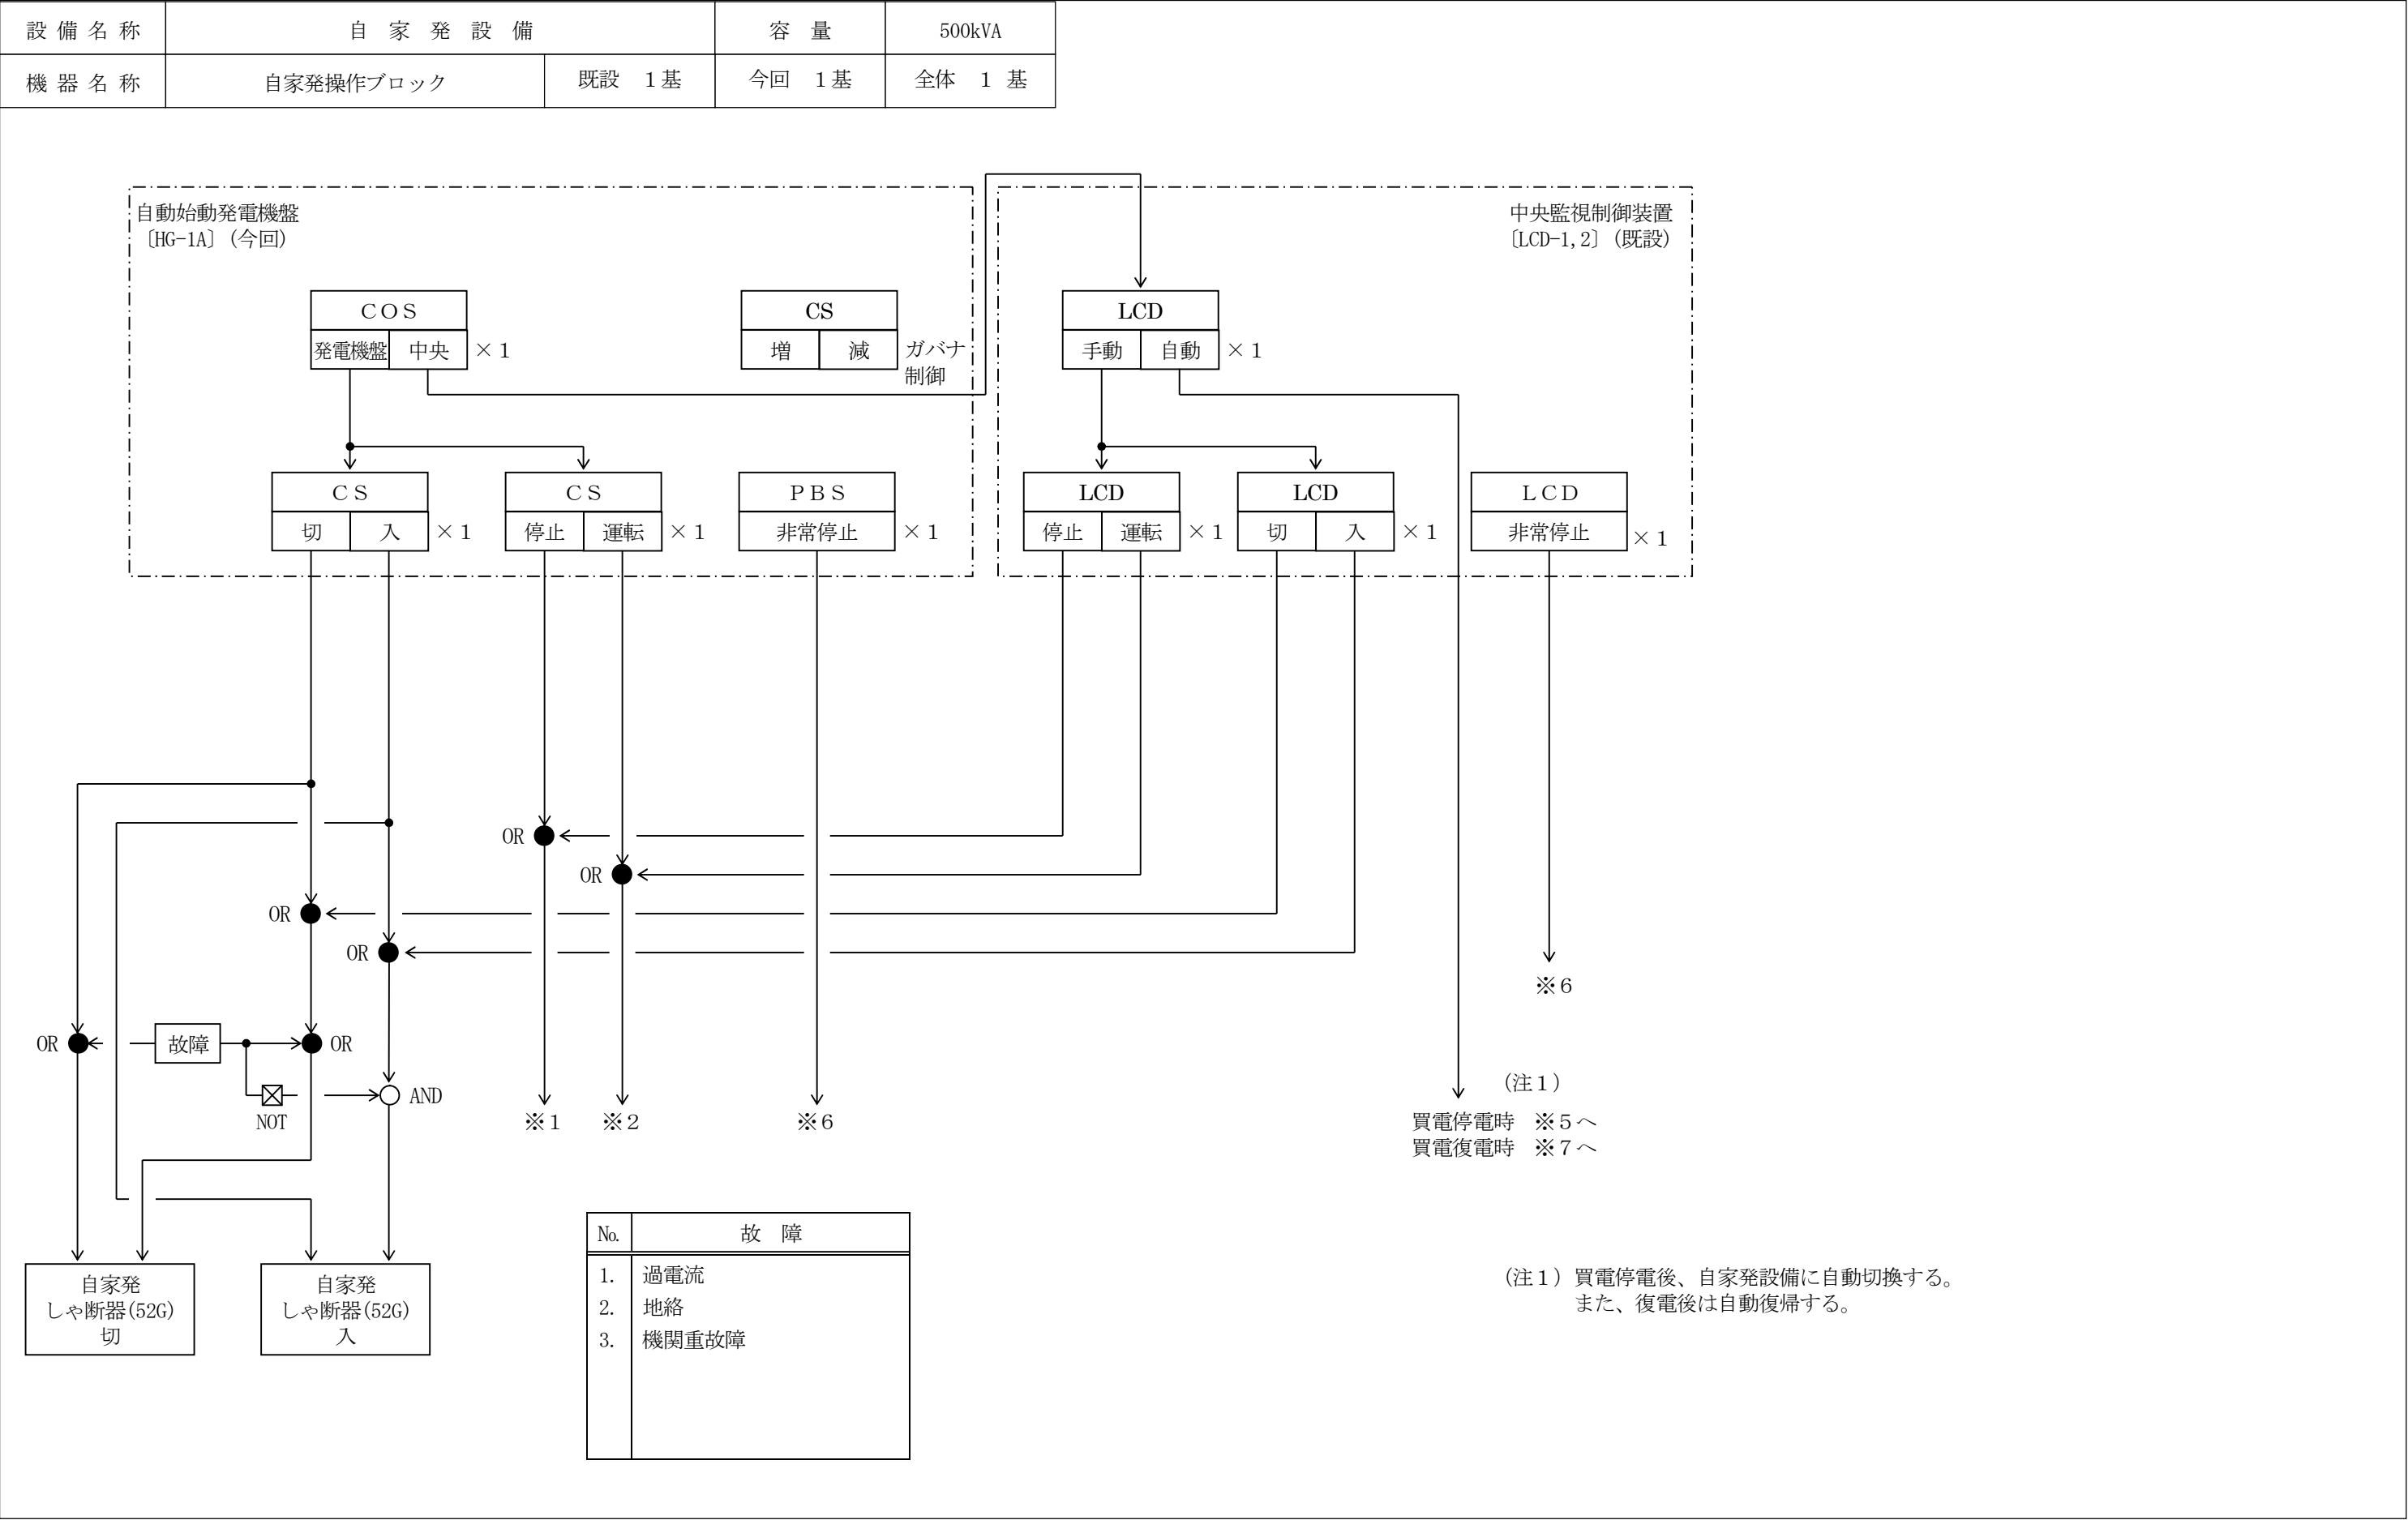 設備名称 自家発設備 容量 500kVA
機器名称 自家発操作ブロック 既設 １基 今回 １基 全体 １ 基
自動始動発電機盤
〔HG-1A〕(今回)
中央監視制御装置
〔LCD-1,2〕(既設)
ＣＯＳ
発電機盤 中央 ×１
CS
増 減 ガバナ
制御
LCD
手動 自動 ×１
ＣＳ
切 入 ×１
ＣＳ
停止 運転 ×１
ＰＢＳ
非常停止 ×１
LCD
停止 運転 ×１
LCD
切 入 ×１
ＬＣＤ
非常停止 ×１
OR
OR
OR
OR
※６
OR 故障 OR
NOT AND
※１ ※２ ※６
(注１)
買電停電時 ※５へ
買電復電時 ※７へ
自家発
しゃ断器(52G)
切
自家発
しゃ断器(52G)
入
No. 故 障
1. 過電流
2. 地絡
3. 機関重故障
(注１) 買電停電後、自家発設備に自動切換する。
また、復電後は自動復帰する。